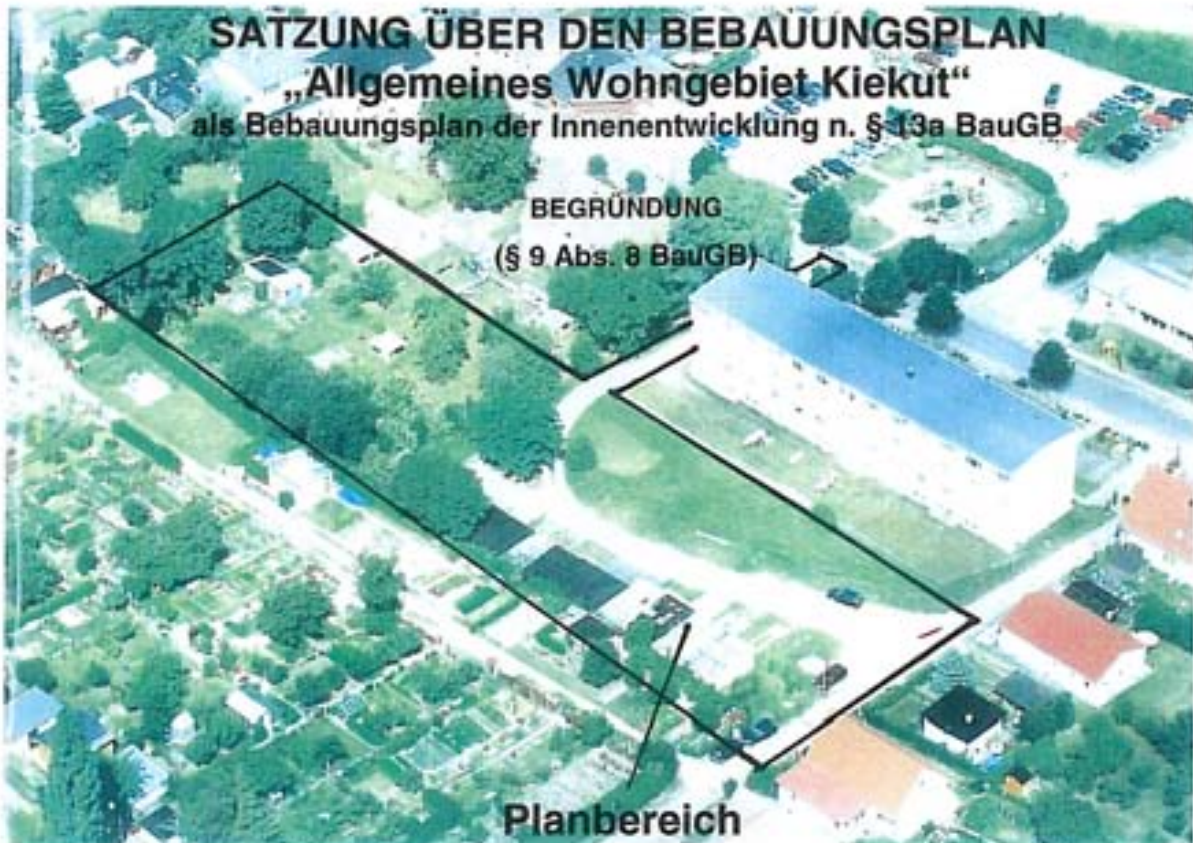 SATZUNG ÜBER DEN BEBAUUNGSPLAN
„Allgemeines Wohngebiet Kiekut“
als Bebauungsplan der Innenentwicklung n. § 13a BauGB
BEGRÜNDUNG
(§ 9 Abs. 8 BauGB)
Planbereich